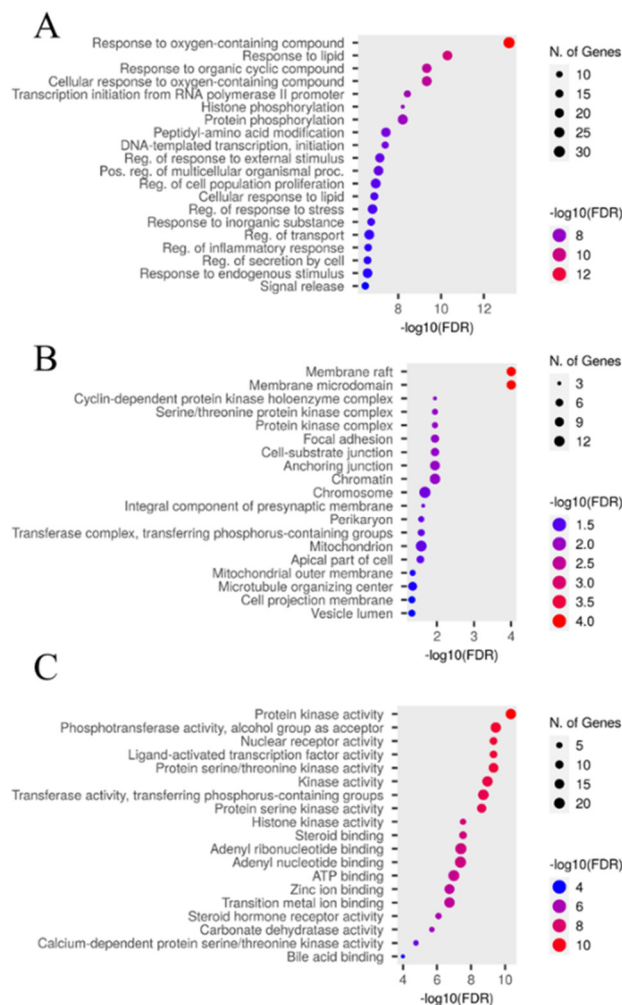 A
Response to oxygen-containing compound
Response to lipid
Response to organic cyclic compound
Cellular response to oxygen-containing compound
Transcription initiation from RNA polymerase II promoter
Histone phosphorylation
Protein phosphorylation
Peptidyl-amino acid modification
DNA-templated transcription, initiation
Reg. of response to external stimulus
Pos. reg. of multicellular organismal proc.
Reg. of cell population proliferation
Cellular response to lipid
Reg. of response to stress
Response to inorganic substance
Reg. of transport
Reg. of inflammatory response
Reg. of secretion by cell
Response to endogenous stimulus
Signal release
8 10 12
-log10(FDR)
N. of Genes
10
15
20
25
30
-log10(FDR)
8
10
12
B
Membrane raft
Membrane microdomain
Cyclin-dependent protein kinase holoenzyme complex
Serine/threonine protein kinase complex
Protein kinase complex
Focal adhesion
Cell-substrate junction
Anchoring junction
Chromatin
Chromosome
Integral component of presynaptic membrane
Perikaryon
Transferase complex, transferring phosphorus-containing groups
Mitochondrion
Apical part of cell
Mitochondrial outer membrane
Microtubule organizing center
Cell projection membrane
Vesicle lumen
2 4
-log10(FDR)
N. of Genes
3
6
9
12
-log10(FDR)
1.5
2.0
2.5
3.0
3.5
4.0
C
Protein kinase activity
Phosphotransferase activity, alcohol group as acceptor
Nuclear receptor activity
Ligand-activated transcription factor activity
Protein serine/threonine kinase activity
Kinase activity
Transferase activity, transferring phosphorus-containing groups
Protein serine kinase activity
Histone kinase activity
Steroid binding
Adenyl ribonucleotide binding
Adenyl nucleotide binding
ATP binding
Zinc ion binding
Transition metal ion binding
Steroid hormone receptor activity
Carbonate dehydratase activity
Calcium-dependent protein serine/threonine kinase activity
Bile acid binding
4 6 8 10
-log10(FDR)
N. of Genes
5
10
15
20
-log10(FDR)
4
6
8
10